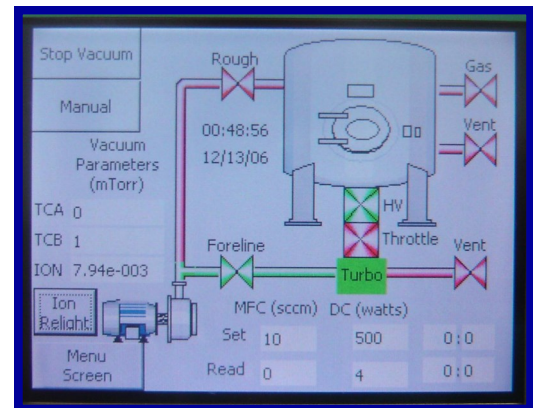 Stop Vacuum
Rough
Gas
Manual
00:48:56
12/13/06
Vent
Vacuum
Parameters
(mTorr)
TCA 0
HV
TCB 1
Foreline
Throttle
Vent
ION 7.94e-003
Turbo
Ion
Relight
MFC (sccm) DC (watts)
Set 10 500 0:0
Menu
Screen
Read 0 4 0:0